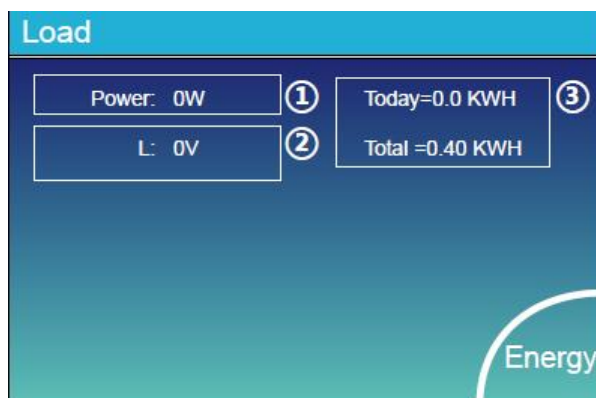 Load
Power: 0W
①
L: 0V
②
Today=0.0 KWH
③
Total =0.40 KWH
Energy